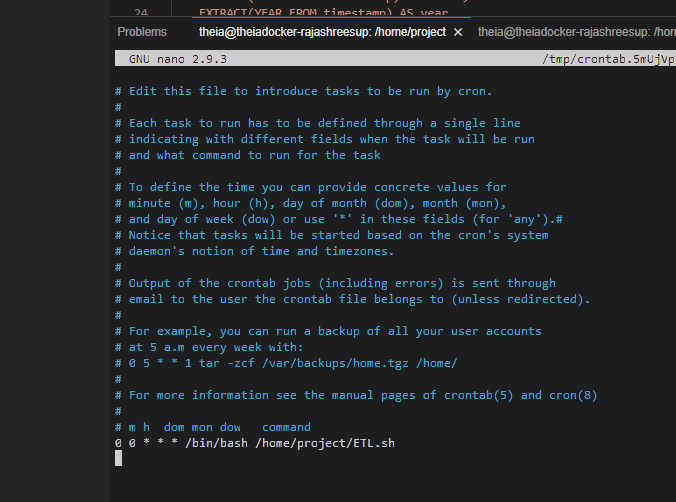 24 EXTRACT(YEAR FROM timestamp) AS year
Problems theia@theiadocker-rajashreesup: /home/project × theia@theiadocker-rajashreesup: /hom
GNU nano 2.9.3 /tmp/crontab.5mUjVp
# Edit this file to introduce tasks to be run by cron.
#
# Each task to run has to be defined through a single line
# indicating with different fields when the task will be run
# and what command to run for the task
#
# To define the time you can provide concrete values for
# minute (m), hour (h), day of month (dom), month (mon),
# and day of week (dow) or use '*' in these fields (for 'any').#
# Notice that tasks will be started based on the cron's system
# daemon's notion of time and timezones.
#
# Output of the crontab jobs (including errors) is sent through
# email to the user the crontab file belongs to (unless redirected).
#
# For example, you can run a backup of all your user accounts
# at 5 a.m every week with:
# 0 5 * * 1 tar -zcf /var/backups/home.tgz /home/
#
# For more information see the manual pages of crontab(5) and cron(8)
#
# m h  dom mon dow   command
0 0 * * * /bin/bash /home/project/ETL.sh